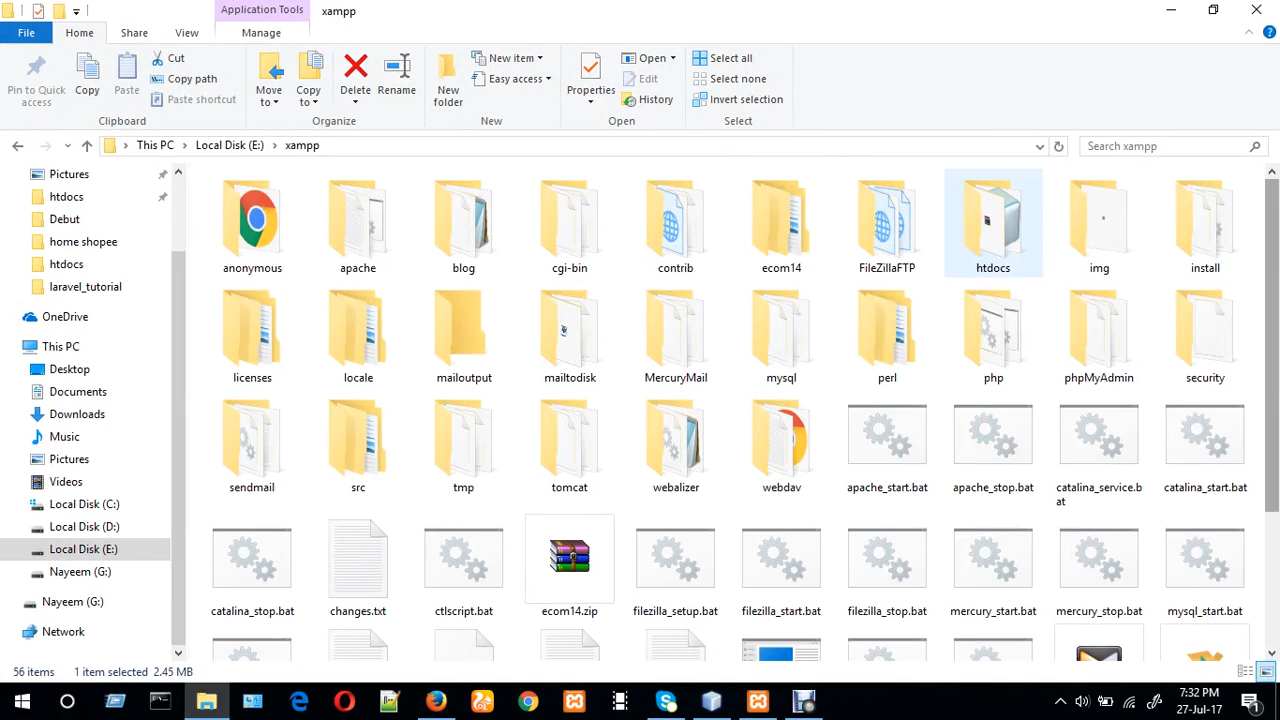 Application Tools
xampp
File
Home
Share
View
Manage
Pin to Quick
access
Copy
Paste
Cut
Copy path
Paste shortcut
Clipboard
Move
to
Copy
to
Delete
Rename
Organize
New
folder
New item
Easy access
New
Properties
Open
Edit
History
Open
Select all
Select none
Invert selection
Select
This PC
Local Disk (E:)
xampp
Search xampp
Pictures
htdocs
Debut
home shopee
htdocs
laravel_tutorial
OneDrive
This PC
Desktop
Documents
Downloads
Music
Pictures
Videos
Local Disk (C:)
Local Disk (D:)
Local Disk (E:)
Nayeem (G:)
Nayeem (G:)
Network
anonymous
apache
blog
cgi-bin
contrib
ecom14
FileZillaFTP
htdocs
img
install
licenses
locale
mailoutput
mailtodisk
MercuryMail
mysql
perl
php
phpMyAdmin
security
sendmail
src
tmp
tomcat
webalizer
webdav
apache_start.bat
apache_stop.bat
catalina_service.b
at
catalina_start.bat
catalina_stop.bat
changes.txt
ctlscript.bat
ecom14.zip
filezilla_setup.bat
filezilla_start.bat
filezilla_stop.bat
mercury_start.bat
mercury_stop.bat
mysql_start.bat
56 items
1 item selected 2.45 MB
7:32 PM
27-Jul-17
1